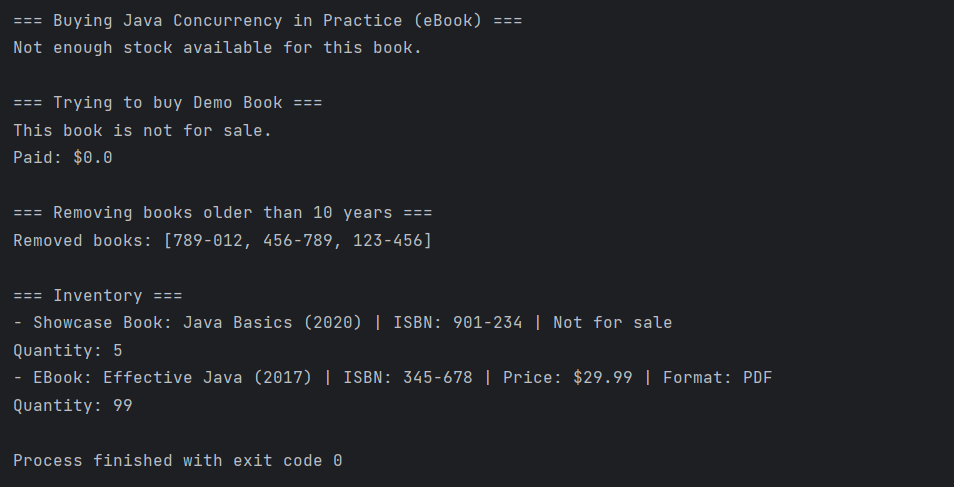 === Buying Java Concurrency in Practice (eBook) ===
Not enough stock available for this book.
=== Trying to buy Demo Book ===
This book is not for sale.
Paid: $0.0
=== Removing books older than 10 years ===
Removed books: [789-012, 456-789, 123-456]
=== Inventory ===
- Showcase Book: Java Basics (2020) | ISBN: 901-234 | Not for sale
Quantity: 5
- EBook: Effective Java (2017) | ISBN: 345-678 | Price: $29.99 | Format: PDF
Quantity: 99
Process finished with exit code 0